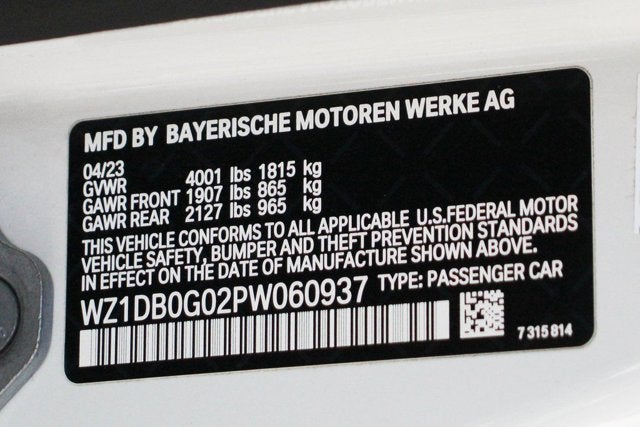 MFD BY BAYERISCHE MOTOREN WERKE AG
04/23
GVWR 4001 lbs 1815 kg
GAWR FRONT 1907 lbs 865 kg
GAWR REAR 2127 lbs 965 kg
THIS VEHICLE CONFORMS TO ALL APPLICABLE U.S.FEDERAL MOTOR
VEHICLE SAFETY, BUMPER AND THEFT PREVENTION STANDARDS
IN EFFECT ON THE DATE OF MANUFACTURE SHOWN ABOVE.
WZ1DB0G02PW060937 TYPE: PASSENGER CAR
7 315 814